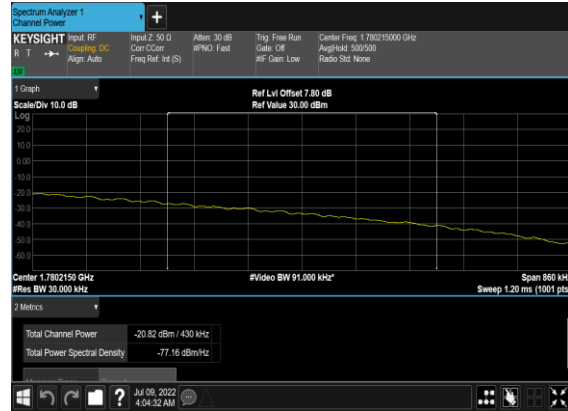 Spectrum Analyzer 1
Channel Power
+
KEYSIGHT Input: RF
R T Coupling: DC
Align: Auto
Input Z: 50 Ω
Corr CCorr
Freq Ref: Int (S)
Atten: 30 dB
#PNO: Fast
Trig: Free Run
Gate: Off
#IF Gain: Low
Center Freq: 1.780215000 GHz
Avg|Hold: 500/500
Radio Std: None
LM
1 Graph
Ref Lvl Offset 7.80 dB
Scale/Div 10.0 dB
Ref Value 30.00 dBm
Log
20.0
10.0
0.00
-10.0
-20.0
-30.0
-40.0
-50.0
-60.0
Center 1.7802150 GHz
#Video BW 91.000 kHz*
Span 860 kH
#Res BW 30.000 kHz
Sweep 1.20 ms (1001 pts
2 Metrics
Total Channel Power -20.82 dBm / 430 kHz
Total Power Spectral Density -77.16 dBm/Hz
?
Jul 09, 2022
4:04:32 AM